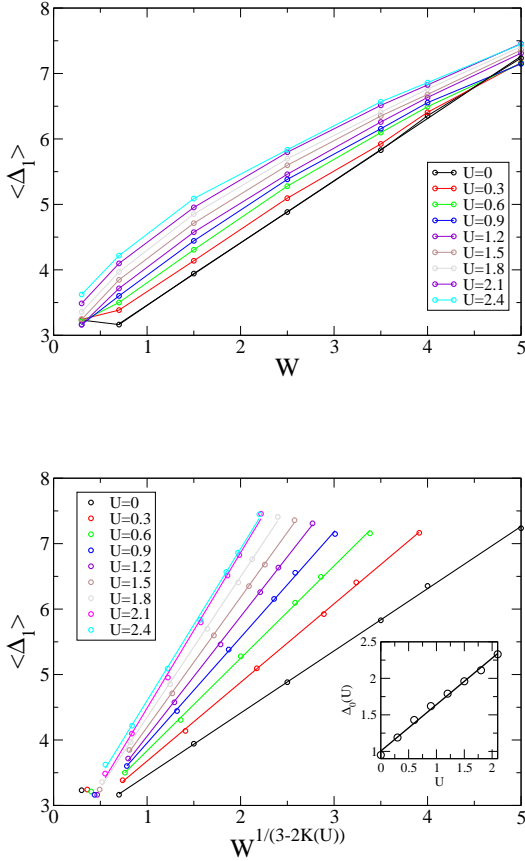 8
7
6
5
4
3
<Δ1>
0
1
2
3
4
5
W
U=0
U=0.3
U=0.6
U=0.9
U=1.2
U=1.5
U=1.8
U=2.1
U=2.4
8
7
6
5
4
3
<Δ1>
U=0
U=0.3
U=0.6
U=0.9
U=1.2
U=1.5
U=1.8
U=2.1
U=2.4
2.5
2
1.5
1
Δ0(U)
0 0.5 1 1.5 2
U
0
1
2
3
4
5
W^1/(3-2K(U))